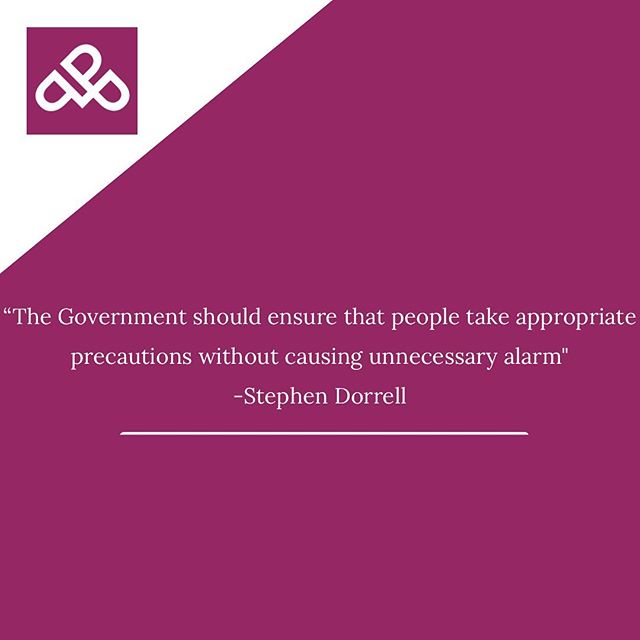 “The Government should ensure that people take appropriate
precautions without causing unnecessary alarm"
-Stephen Dorrell